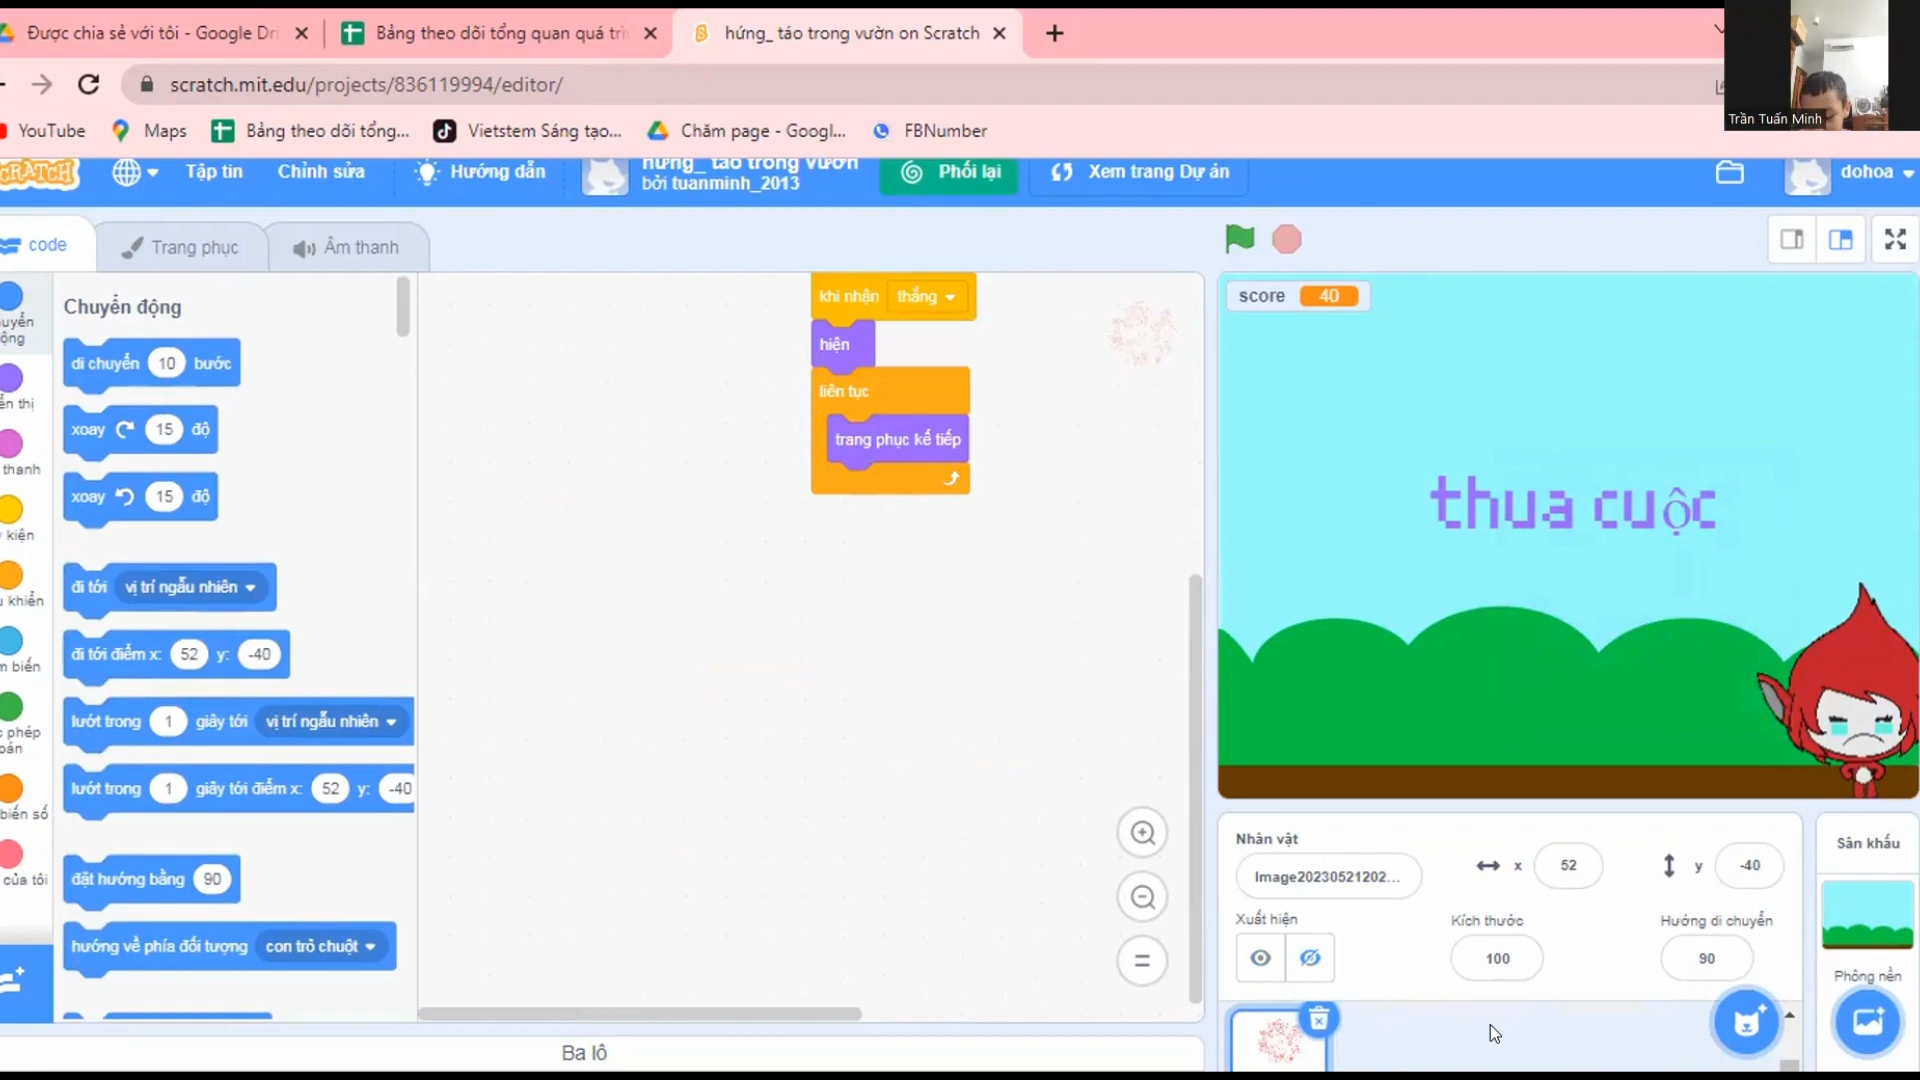 Được chia sẻ với tôi - Google Dri
Bảng theo dõi tổng quan quá trì
hứng_ táo trong vườn on Scratch
scratch.mit.edu/projects/836119994/editor/
YouTube
Maps
Bảng theo dõi tổng...
Vietstem Sáng tạo...
Chăm page - Googl...
FBNumber
Trần Tuấn Minh
Tập tin
Chỉnh sửa
Hướng dẫn
hứng_ táo trong vườn
bởi tuanminh_2013
Phối lại
Xem trang Dự án
dohoa
code
Trang phục
Âm thanh
Chuyển động
di chuyển 10 bước
xoay 15 độ
xoay 15 độ
đi tới vị trí ngẫu nhiên
đi tới điểm x: 52 y: -40
lướt trong 1 giây tới vị trí ngẫu nhiên
lướt trong 1 giây tới điểm x: 52 y: -40
đặt hướng bằng 90
hướng về phía đối tượng con trỏ chuột
khi nhận thắng
hiện
liên tục
trang phục kế tiếp
Ba lô
score 40
thua cuộc
Nhân vật
Image20230521202...
x 52
y -40
Xuất hiện
Kích thước
100
Hướng di chuyển
90
Sân khấu
Phông nền